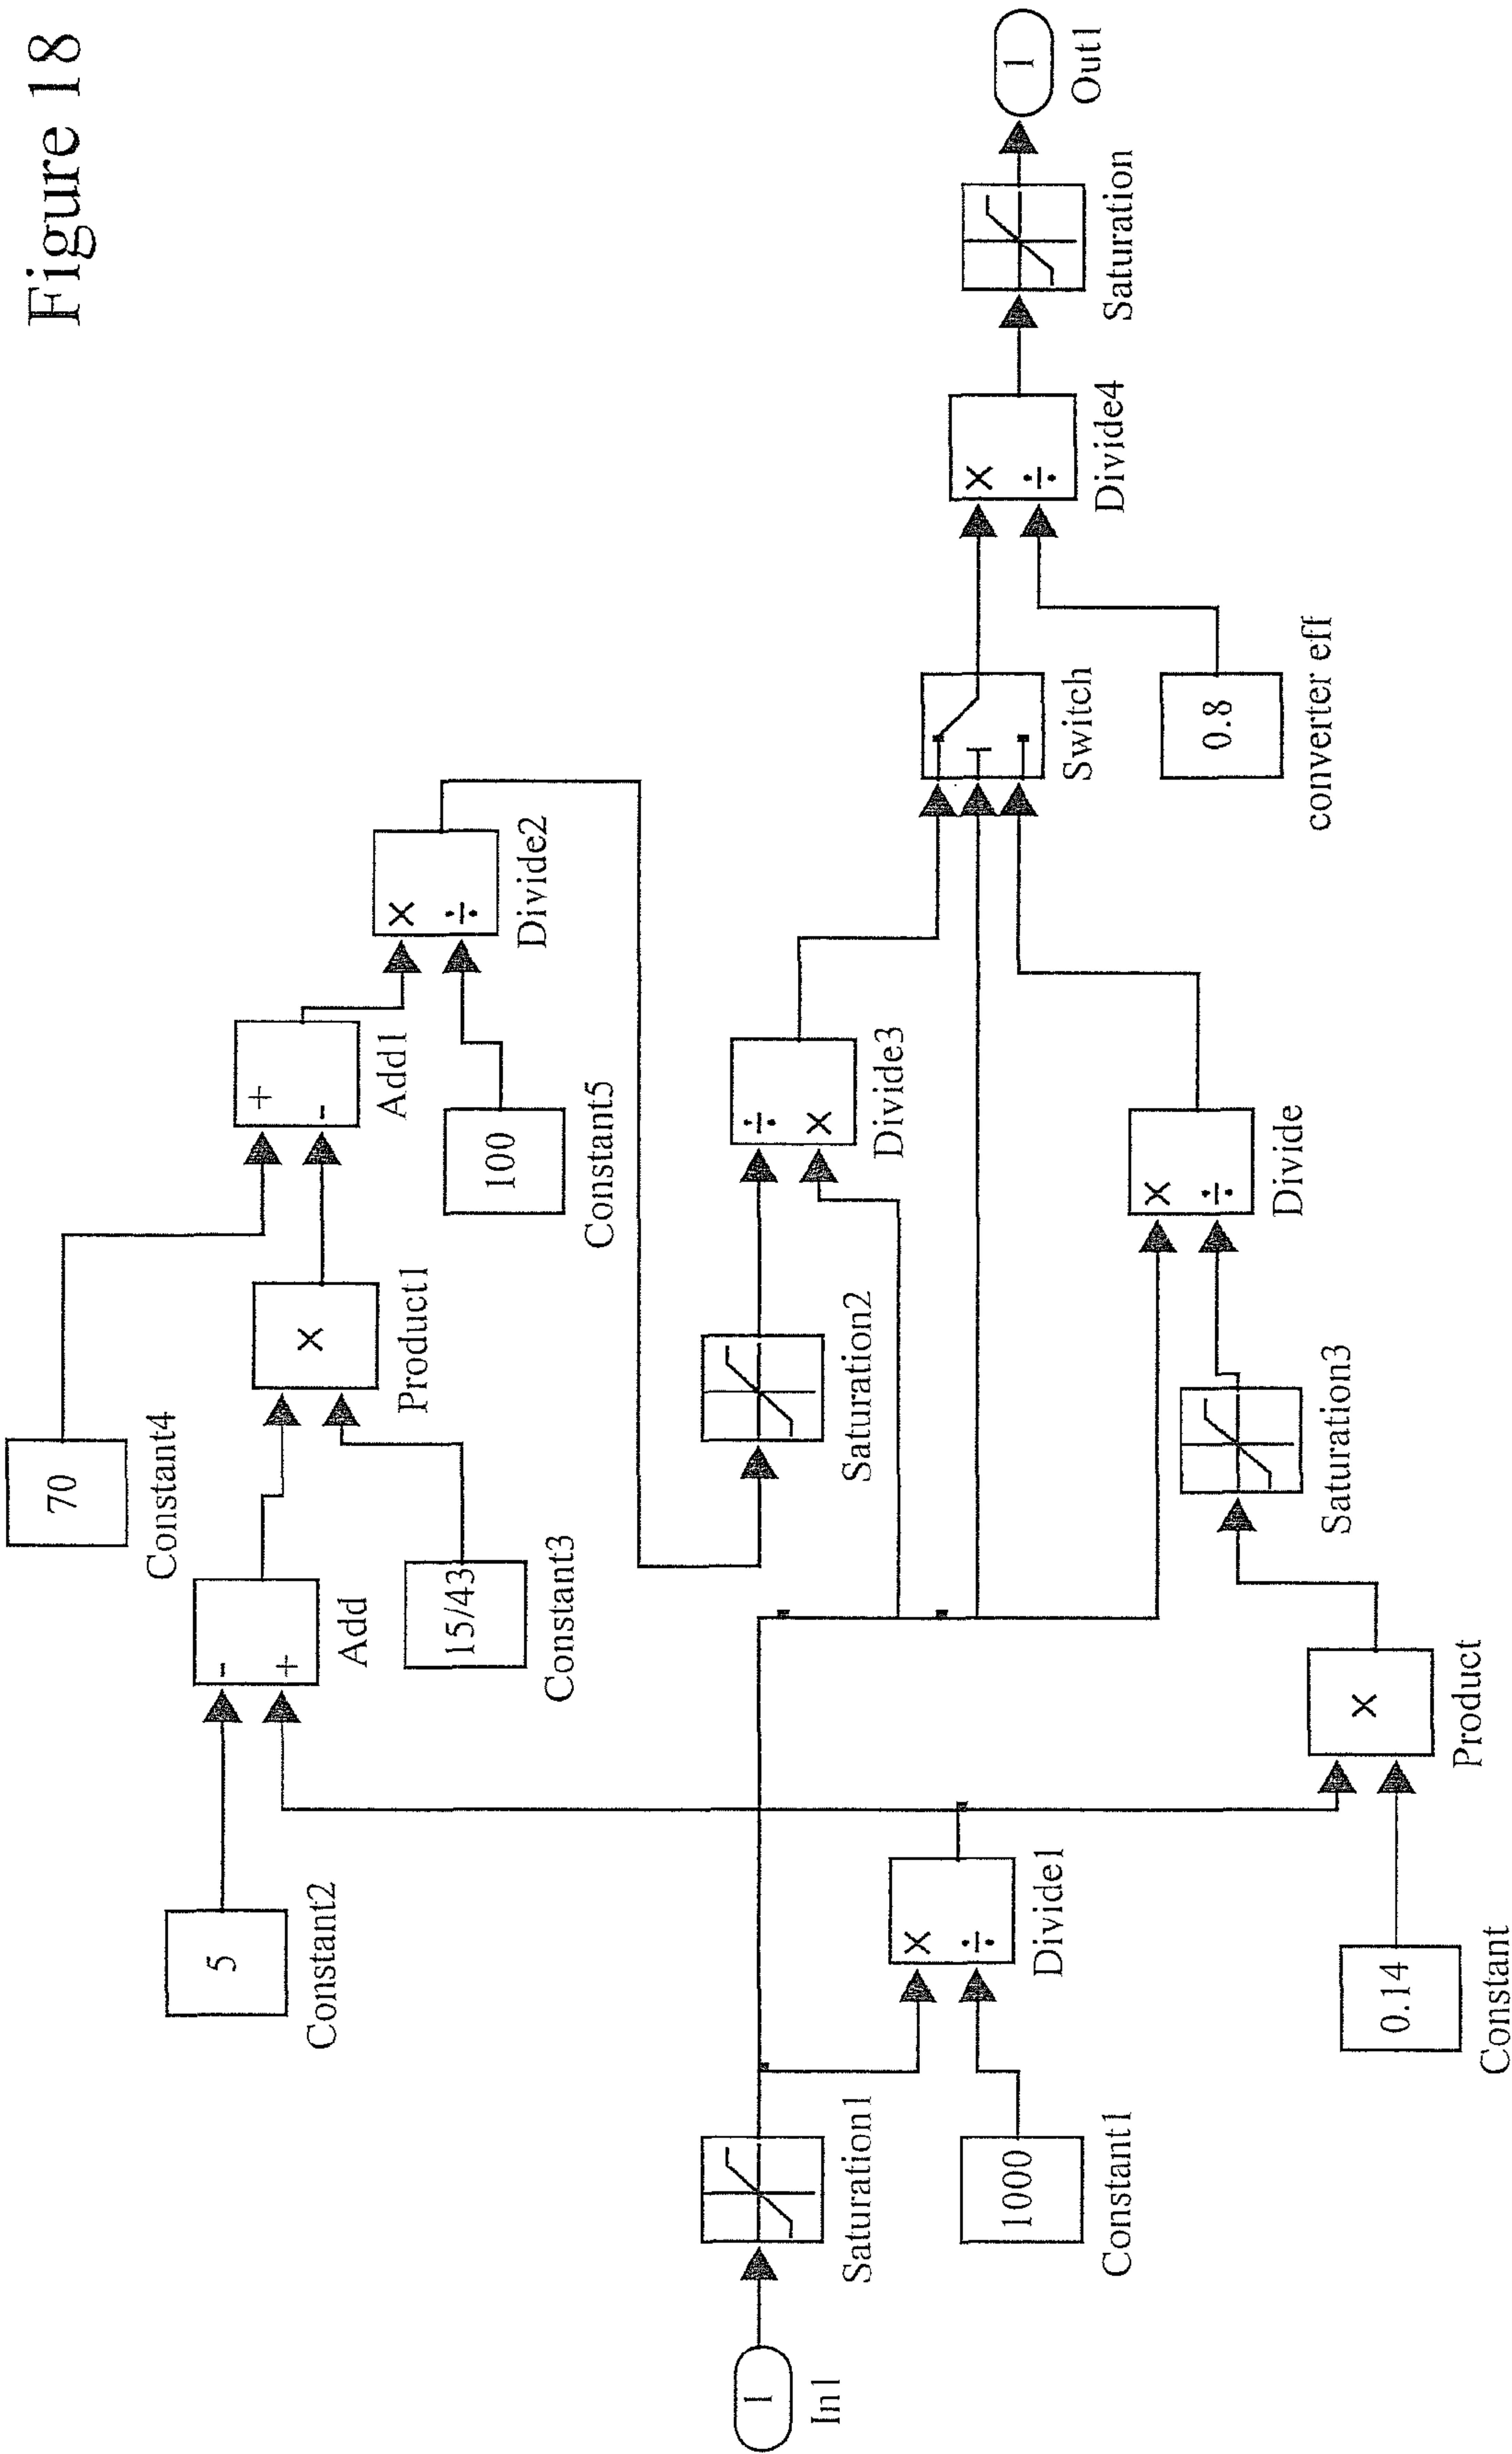 Figure 18
70
Constant4
5
Constant2
-
+
Add
15/43
Constant3
×
Product1
+
-
Add1
100
Constant5
×
÷
Divide2
1
In1
Saturation1
1000
Constant1
×
÷
Divide1
0.14
Constant
×
Product
Saturation2
÷
×
Divide3
Saturation3
×
÷
Divide
Switch
0.8
converter eff
×
÷
Divide4
Saturation
1
Out1